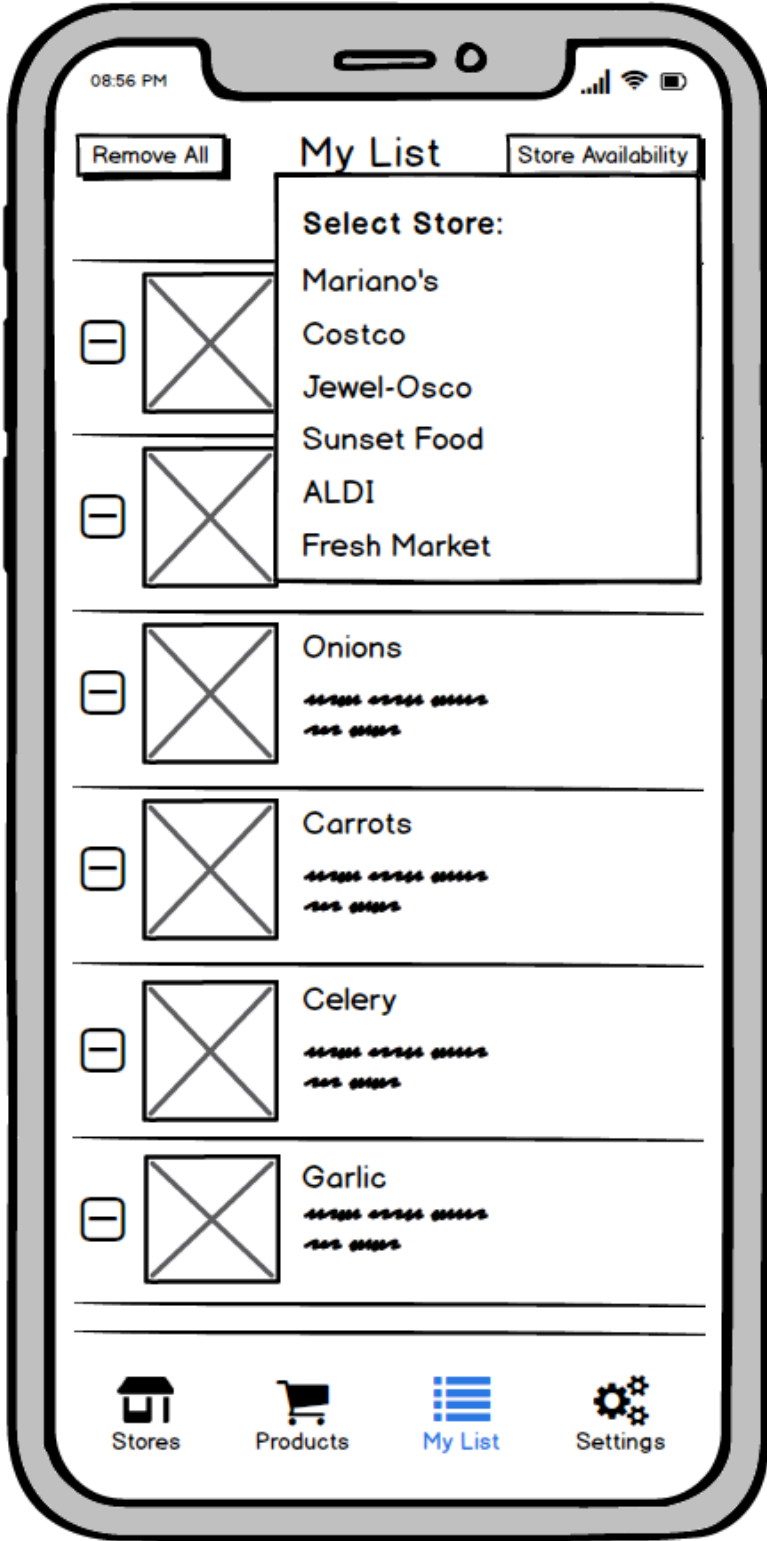 08:56 PM
Remove All
My List
Store Availability
Select Store:
Mariano's
Costco
Jewel-Osco
Sunset Food
ALDI
Fresh Market
Onions
Carrots
Celery
Garlic
Stores
Products
My List
Settings